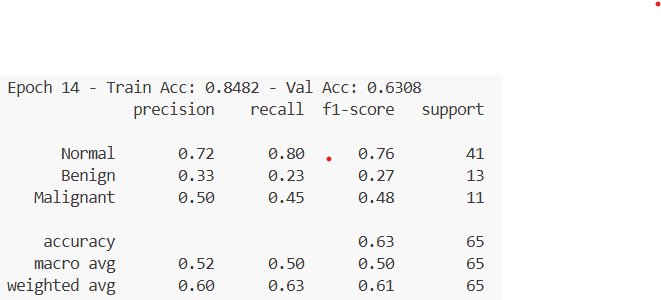 Epoch 14 - Train Acc: 0.8482 - Val Acc: 0.6308
precision recall f1-score support
Normal 0.72 0.80 0.76 41
Benign 0.33 0.23 0.27 13
Malignant 0.50 0.45 0.48 11
accuracy 0.63 65
macro avg 0.52 0.50 0.50 65
weighted avg 0.60 0.63 0.61 65